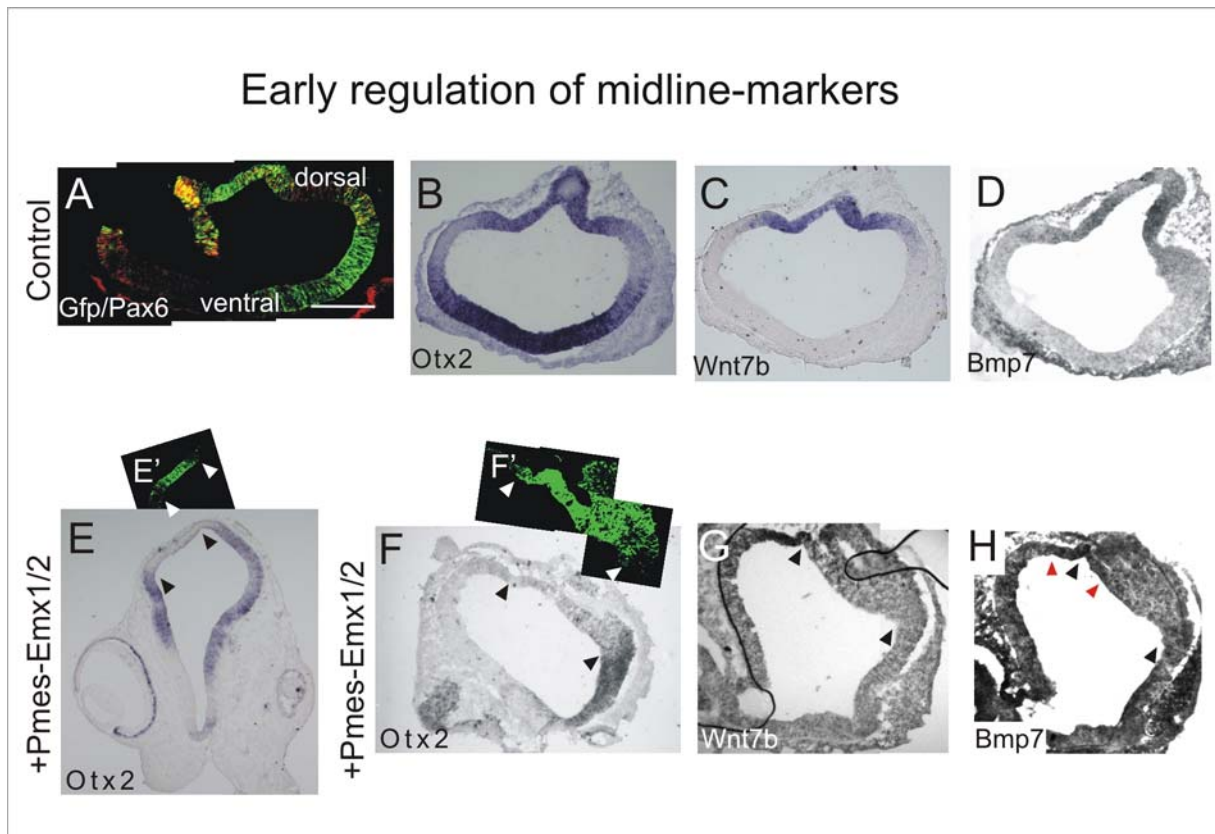 Early regulation of midline-markers
Control
A
dorsal
Gfp/Pax6
ventral
B
Otx2
C
Wnt7b
D
Bmp7
+Pmes-Emx1/2
E'
E
Otx2
+Pmes-Emx1/2
F'
F
Otx2
G
Wnt7b
H
Bmp7